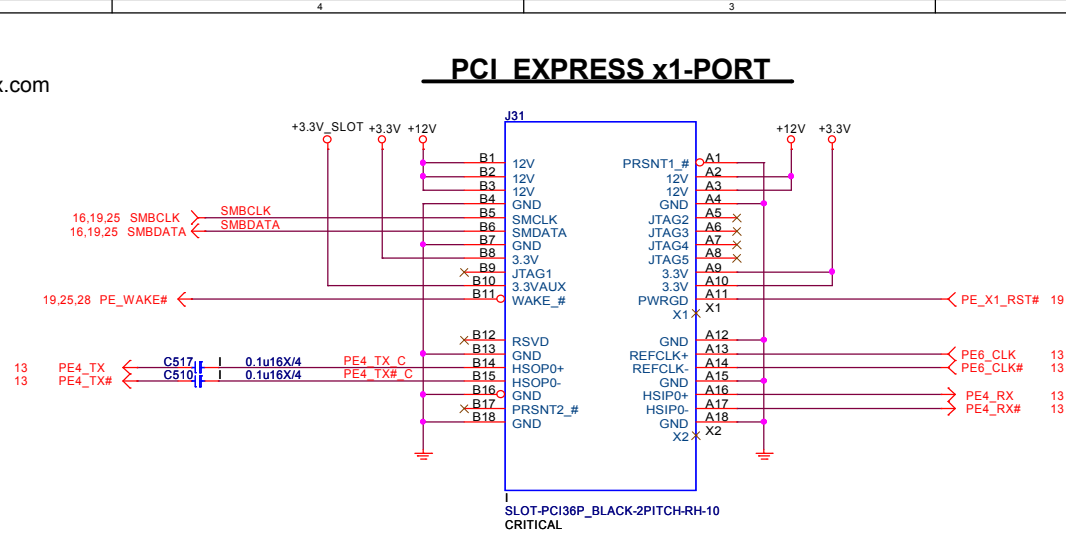 4 3
x.com
PCI EXPRESS x1-PORT
J31
+3.3V_SLOT +3.3V +12V +12V +3.3V
B1 12V PRSNT1_# A1
B2 12V 12V A2
B3 12V 12V A3
B4 GND GND A4
16,19,25 SMBCLK SMBCLK B5 SMCLK JTAG2 A5
16,19,25 SMBDATA SMBDATA B6 SMDATA JTAG3 A6
B7 GND JTAG4 A7
B8 3.3V JTAG5 A8
B9 JTAG1 3.3V A9
B10 3.3VAUX 3.3V A10
19,25,28 PE_WAKE# B11 WAKE_# PWRGD A11 PE_X1_RST# 19
X1 X1
B12 RSVD GND A12
B13 GND REFCLK+ A13 PE6_CLK 13
13 PE4_TX C517 I 0.1u16X/4 PE4_TX_C B14 HSOP0+ REFCLK- A14 PE6_CLK# 13
13 PE4_TX# C510 I 0.1u16X/4 PE4_TX#_C B15 HSOP0- GND A15
B16 GND HSIP0+ A16 PE4_RX 13
B17 PRSNT2_# HSIP0- A17 PE4_RX# 13
B18 GND GND A18
X2 X2
I
SLOT-PCI36P_BLACK-2PITCH-RH-10
CRITICAL